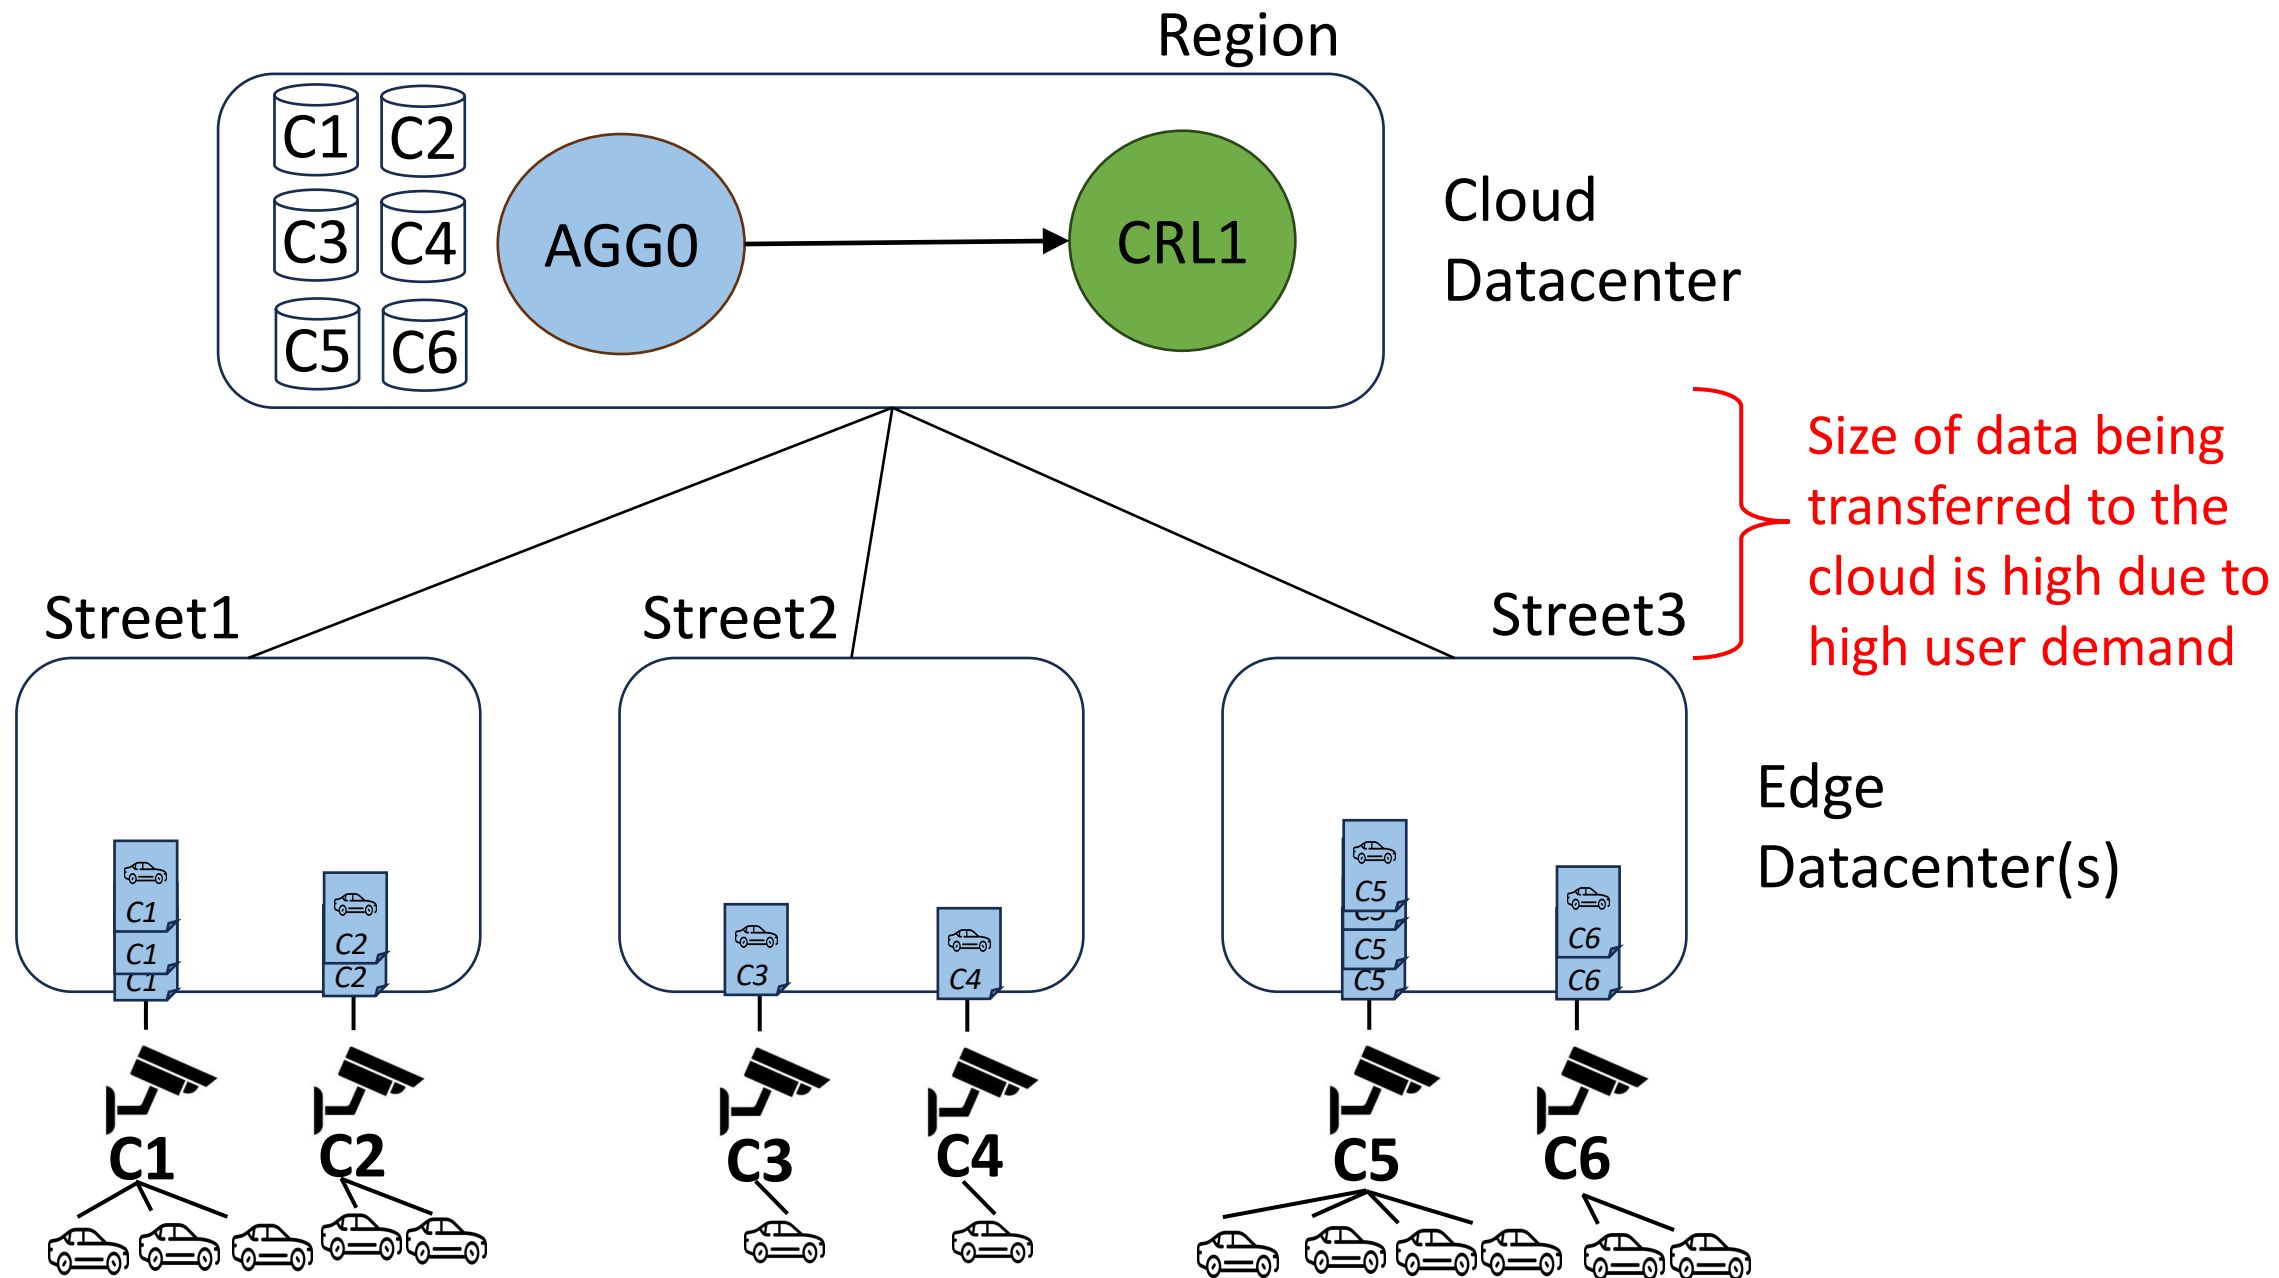 Region
C1 C2
C3 C4
C5 C6
AGG0
CRL1
Cloud
Datacenter
Size of data being
transferred to the
cloud is high due to
high user demand
Street1
Street2
Street3
Edge
Datacenter(s)
C1
C1
C1
C2
C2
C3
C4
C5
C5
C5
C5
C6
C6
C1
C2
C3
C4
C5
C6